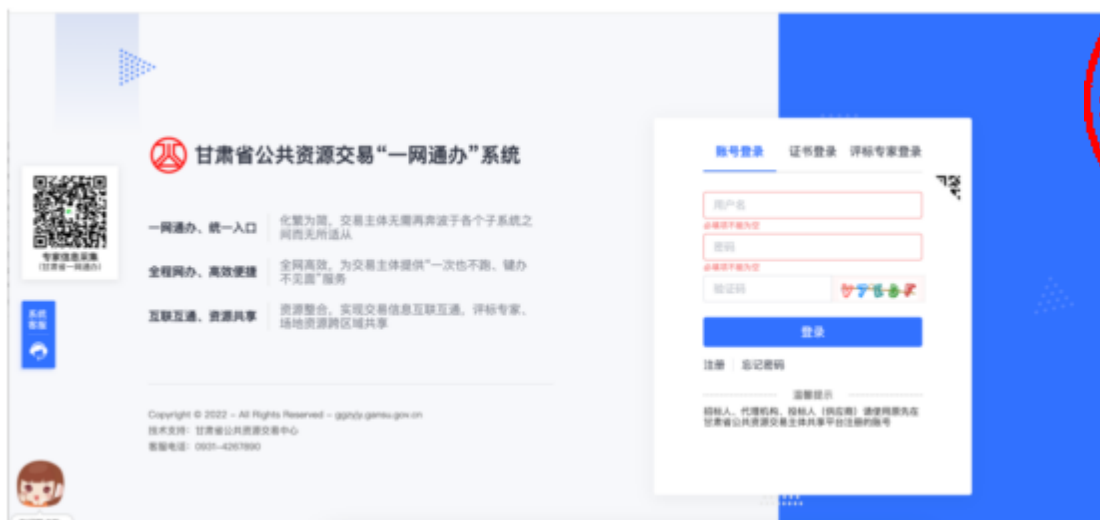 甘肃省公共资源交易“一网通办”系统
专家信息采集
(甘肃省一网通办)
一网通办、统一入口
化繁为简，交易主体无需再奔波于各个子系统之
间而无所适从
全程网办、高效便捷
全网高效，为交易主体提供“一次也不跑、键办
不见面”服务
互联互通、资源共享
资源整合，实现交易信息互联互通，评标专家、
场地资源跨区域共享
系统
客服
Copyright © 2022 - All Rights Reserved - ggzyjy.gansu.gov.cn
技术支持：甘肃省公共资源交易中心
客服电话：0931-4267890
账号登录 证书登录 评标专家登录
用户名
必填项不能为空
密码
必填项不能为空
验证码
登录
注册 忘记密码
温馨提示
招标人、代理机构、投标人（供应商）请使用原先在
甘肃省公共资源交易主体共享平台注册的账号